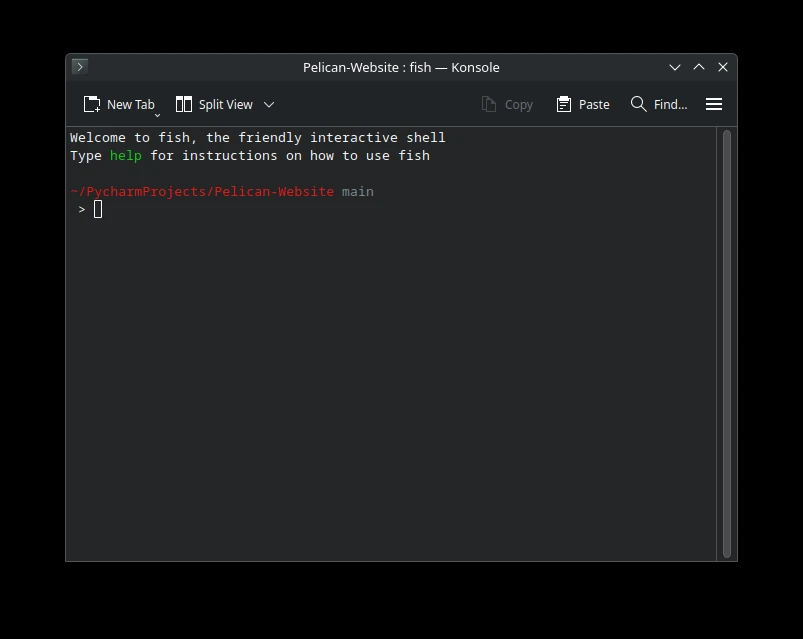 Pelican-Website : fish — Konsole
New Tab Split View Copy Paste Find...
Welcome to fish, the friendly interactive shell
Type help for instructions on how to use fish
~/PycharmProjects/Pelican-Website main
>